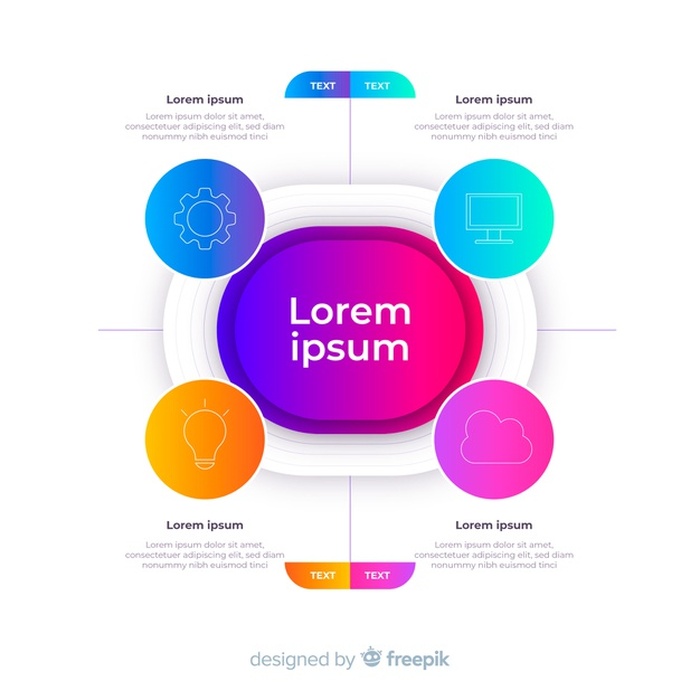 TEXT TEXT
Lorem ipsum
Lorem ipsum dolor sit amet,
consectetuer adipiscing elit, sed diam
nonummy nibh euismod tinci
Lorem ipsum
Lorem ipsum dolor sit amet,
consectetuer adipiscing elit, sed diam
nonummy nibh euismod tinci
Lorem
ipsum
Lorem ipsum
Lorem ipsum dolor sit amet,
consectetuer adipiscing elit, sed diam
nonummy nibh euismod tinci
Lorem ipsum
Lorem ipsum dolor sit amet,
consectetuer adipiscing elit, sed diam
nonummy nibh euismod tinci
TEXT TEXT
designed by freepik